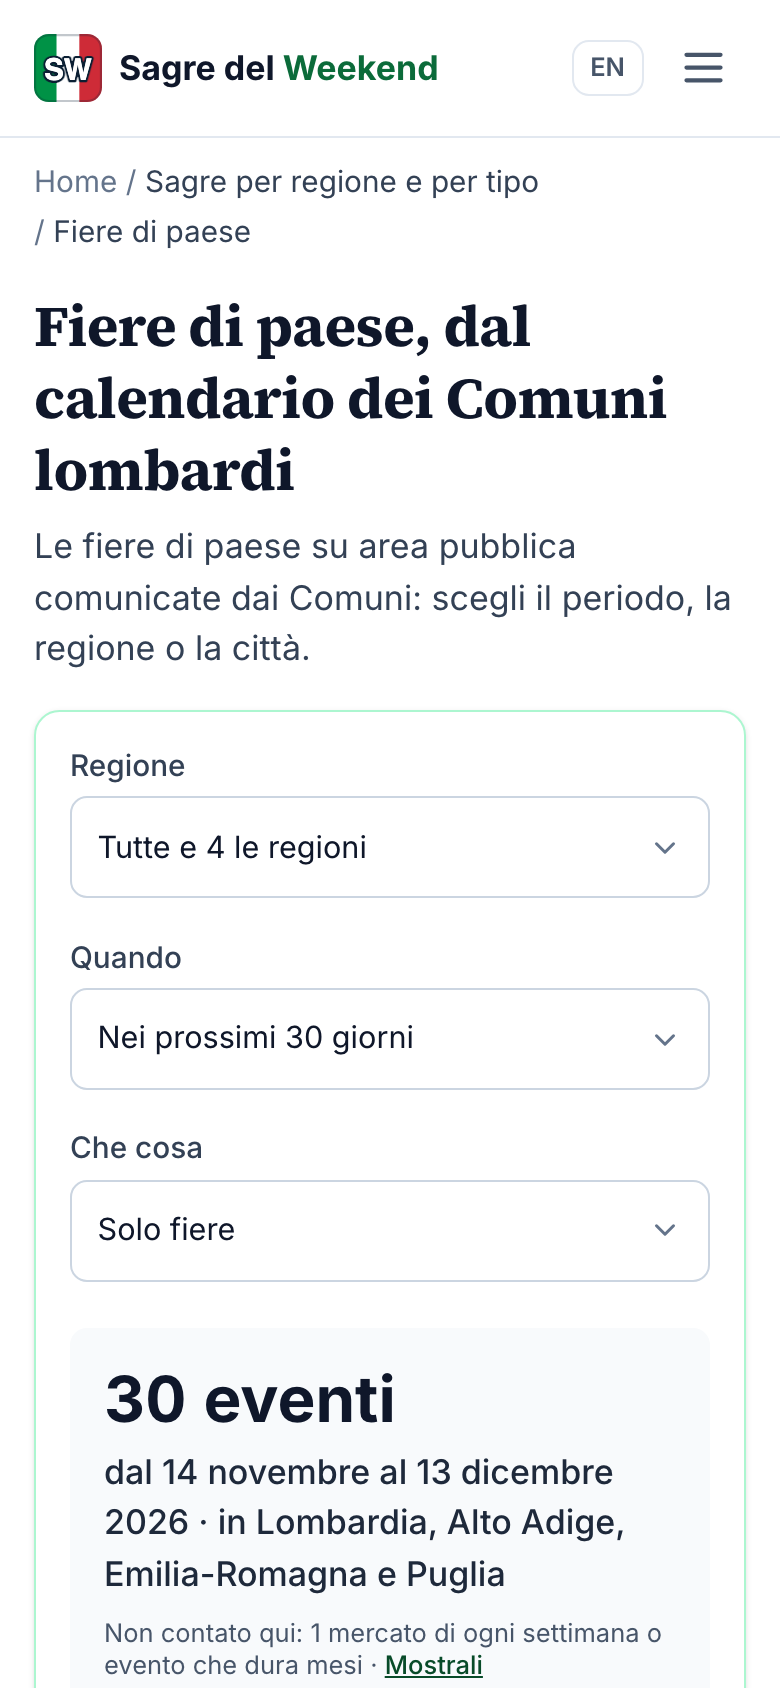 SW Sagre del Weekend EN
Home / Sagre per regione e per tipo
/ Fiere di paese
Fiere di paese, dal
calendario dei Comuni
lombardi
Le fiere di paese su area pubblica
comunicate dai Comuni: scegli il periodo, la
regione o la città.
Regione
Tutte e 4 le regioni
Quando
Nei prossimi 30 giorni
Che cosa
Solo fiere
30 eventi
dal 14 novembre al 13 dicembre
2026 · in Lombardia, Alto Adige,
Emilia-Romagna e Puglia
Non contato qui: 1 mercato di ogni settimana o
evento che dura mesi · Mostrali